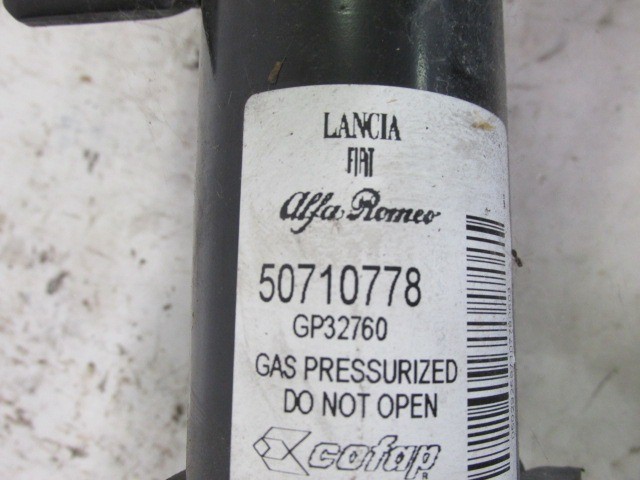 LANCIA
FIAT
Alfa Romeo
50710778
GP32760
GAS PRESSURIZED
DO NOT OPEN
cofap
R